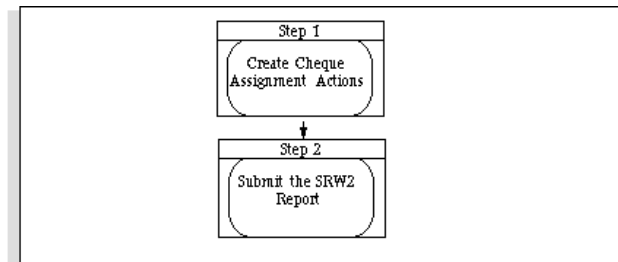 Step 1
Create Cheque
Assignment Actions
Step 2
Submit the SRW2
Report